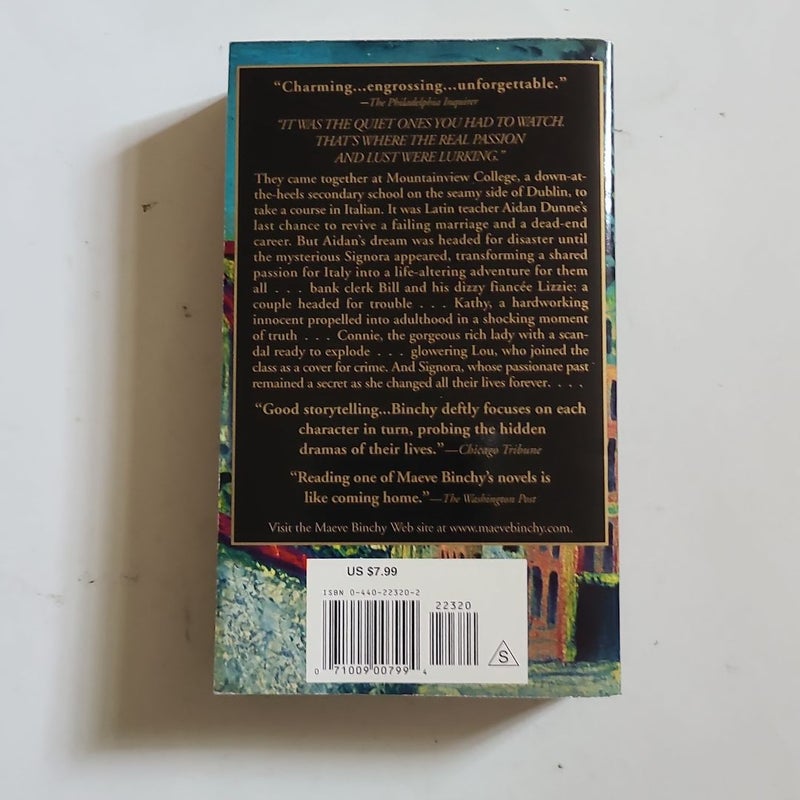 “Charming...engrossing...unforgettable.”
—The Philadelphia Inquirer
“IT WAS THE QUIET ONES YOU HAD TO WATCH.
THAT’S WHERE THE REAL PASSION
AND LUST WERE LURKING.”
They came together at Mountainview College, a down-at-
the-heels secondary school on the seamy side of Dublin, to
take a course in Italian. It was Latin teacher Aidan Dunne’s
last chance to revive a failing marriage and a dead-end
career. But Aidan’s dream was headed for disaster until
the mysterious Signora appeared, transforming a shared
passion for Italy into a life-altering adventure for them
all . . . bank clerk Bill and his dizzy fiancée Lizzie: a
couple headed for trouble . . . Kathy, a hardworking
innocent propelled into adulthood in a shocking moment
of truth . . . Connie, the gorgeous rich lady with a scan-
dal ready to explode . . . glowering Lou, who joined the
class as a cover for crime. And Signora, whose passionate past
remained a secret as she changed all their lives forever. . . .
“Good storytelling...Binchy deftly focuses on each
character in turn, probing the hidden
dramas of their lives.”—Chicago Tribune
“Reading one of Maeve Binchy’s novels is
like coming home.”—The Washington Post
Visit the Maeve Binchy Web site at www.maevebinchy.com.
US $7.99
ISBN 0-440-22320-2
22320
0 71009 00799 4
S